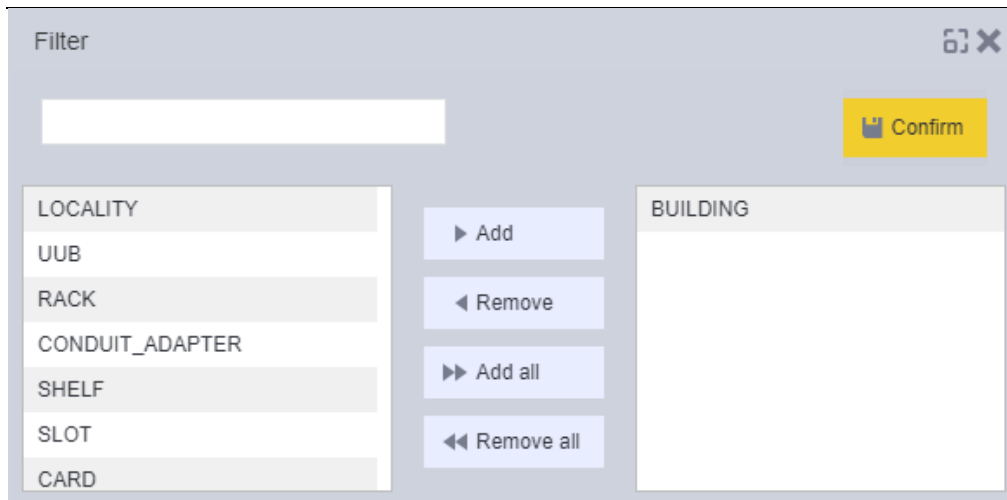 Filter
Confirm
LOCALITY
UUB
RACK
CONDUIT_ADAPTER
SHELF
SLOT
CARD
Add
Remove
Add all
Remove all
BUILDING